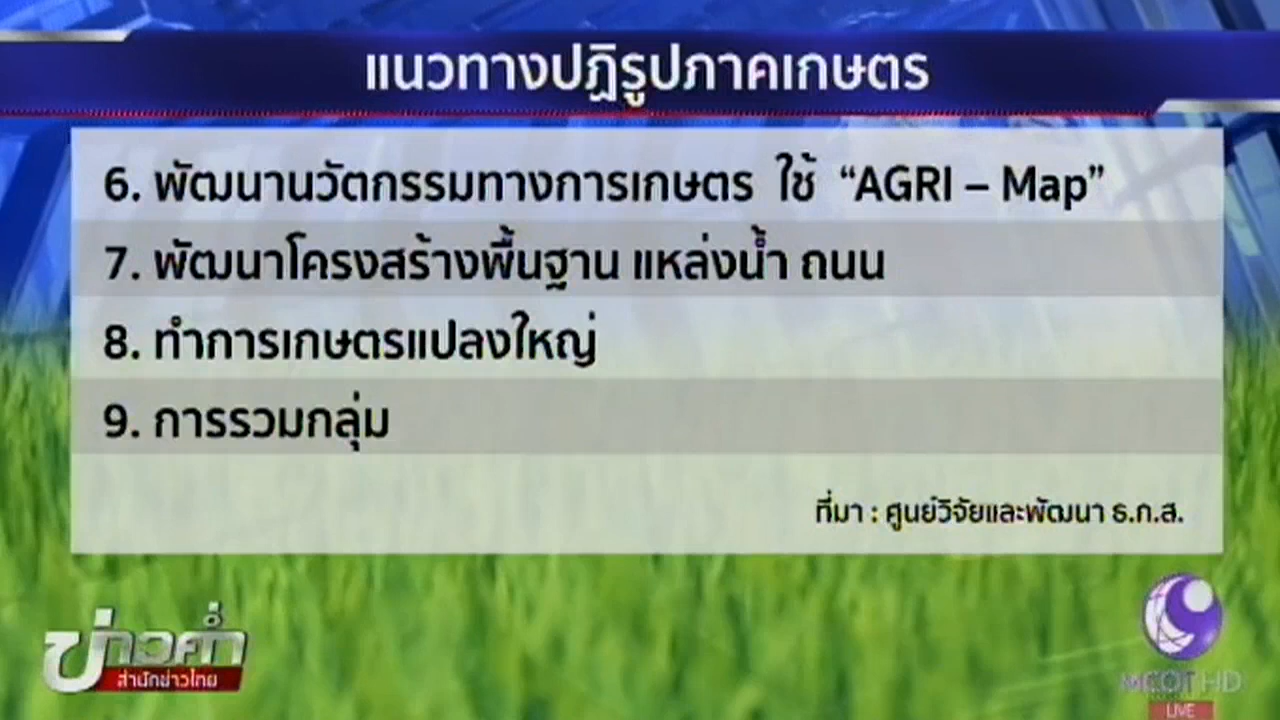 แนวทางปฏิรูปภาคเกษตร
6. พัฒนานวัตกรรมทางการเกษตร ใช้ “AGRI – Map”
7. พัฒนาโครงสร้างพื้นฐาน แหล่งน้ำ ถนน
8. ทำการเกษตรแปลงใหญ่
9. การรวมกลุ่ม
ที่มา : ศูนย์วิจัยและพัฒนา ธ.ก.ส.
ข่าวค่ำ
สำนักข่าวไทย
MCOT HD
LIVE